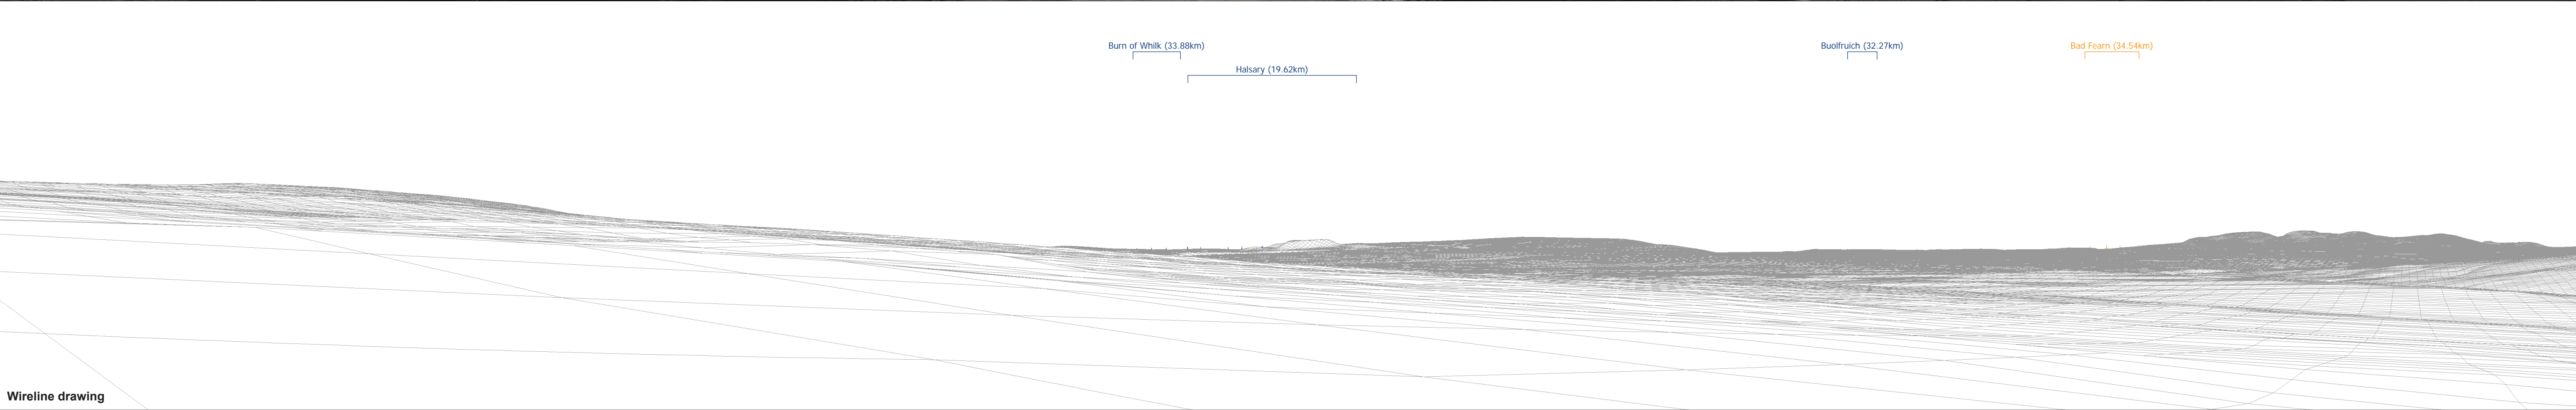 Burn of Whilk (33.88km)
Halsary (19.62km)
Buolfruich (32.27km)
Bad Fearn (34.54km)
Wireline drawing